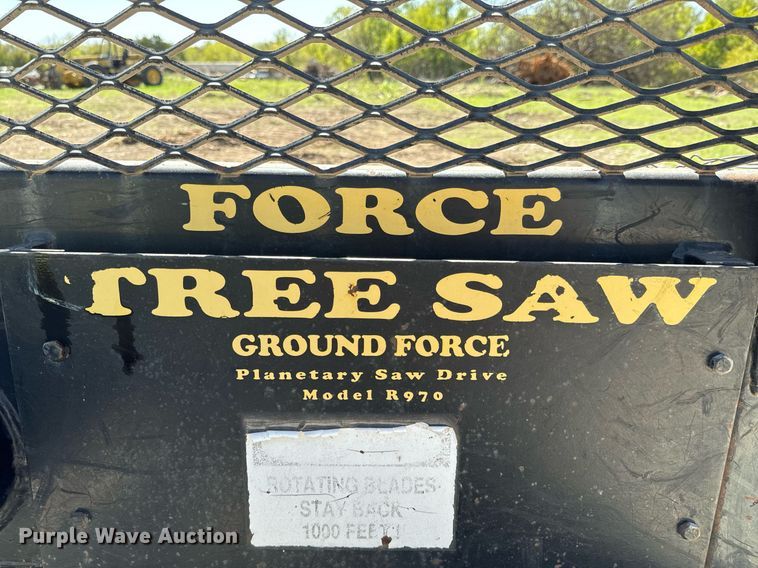 FORCE
TREE SAW
GROUND FORCE
Planetary Saw Drive
Model R970
ROTATING BLADES
STAY BACK
1000 FEET!
Purple Wave Auction